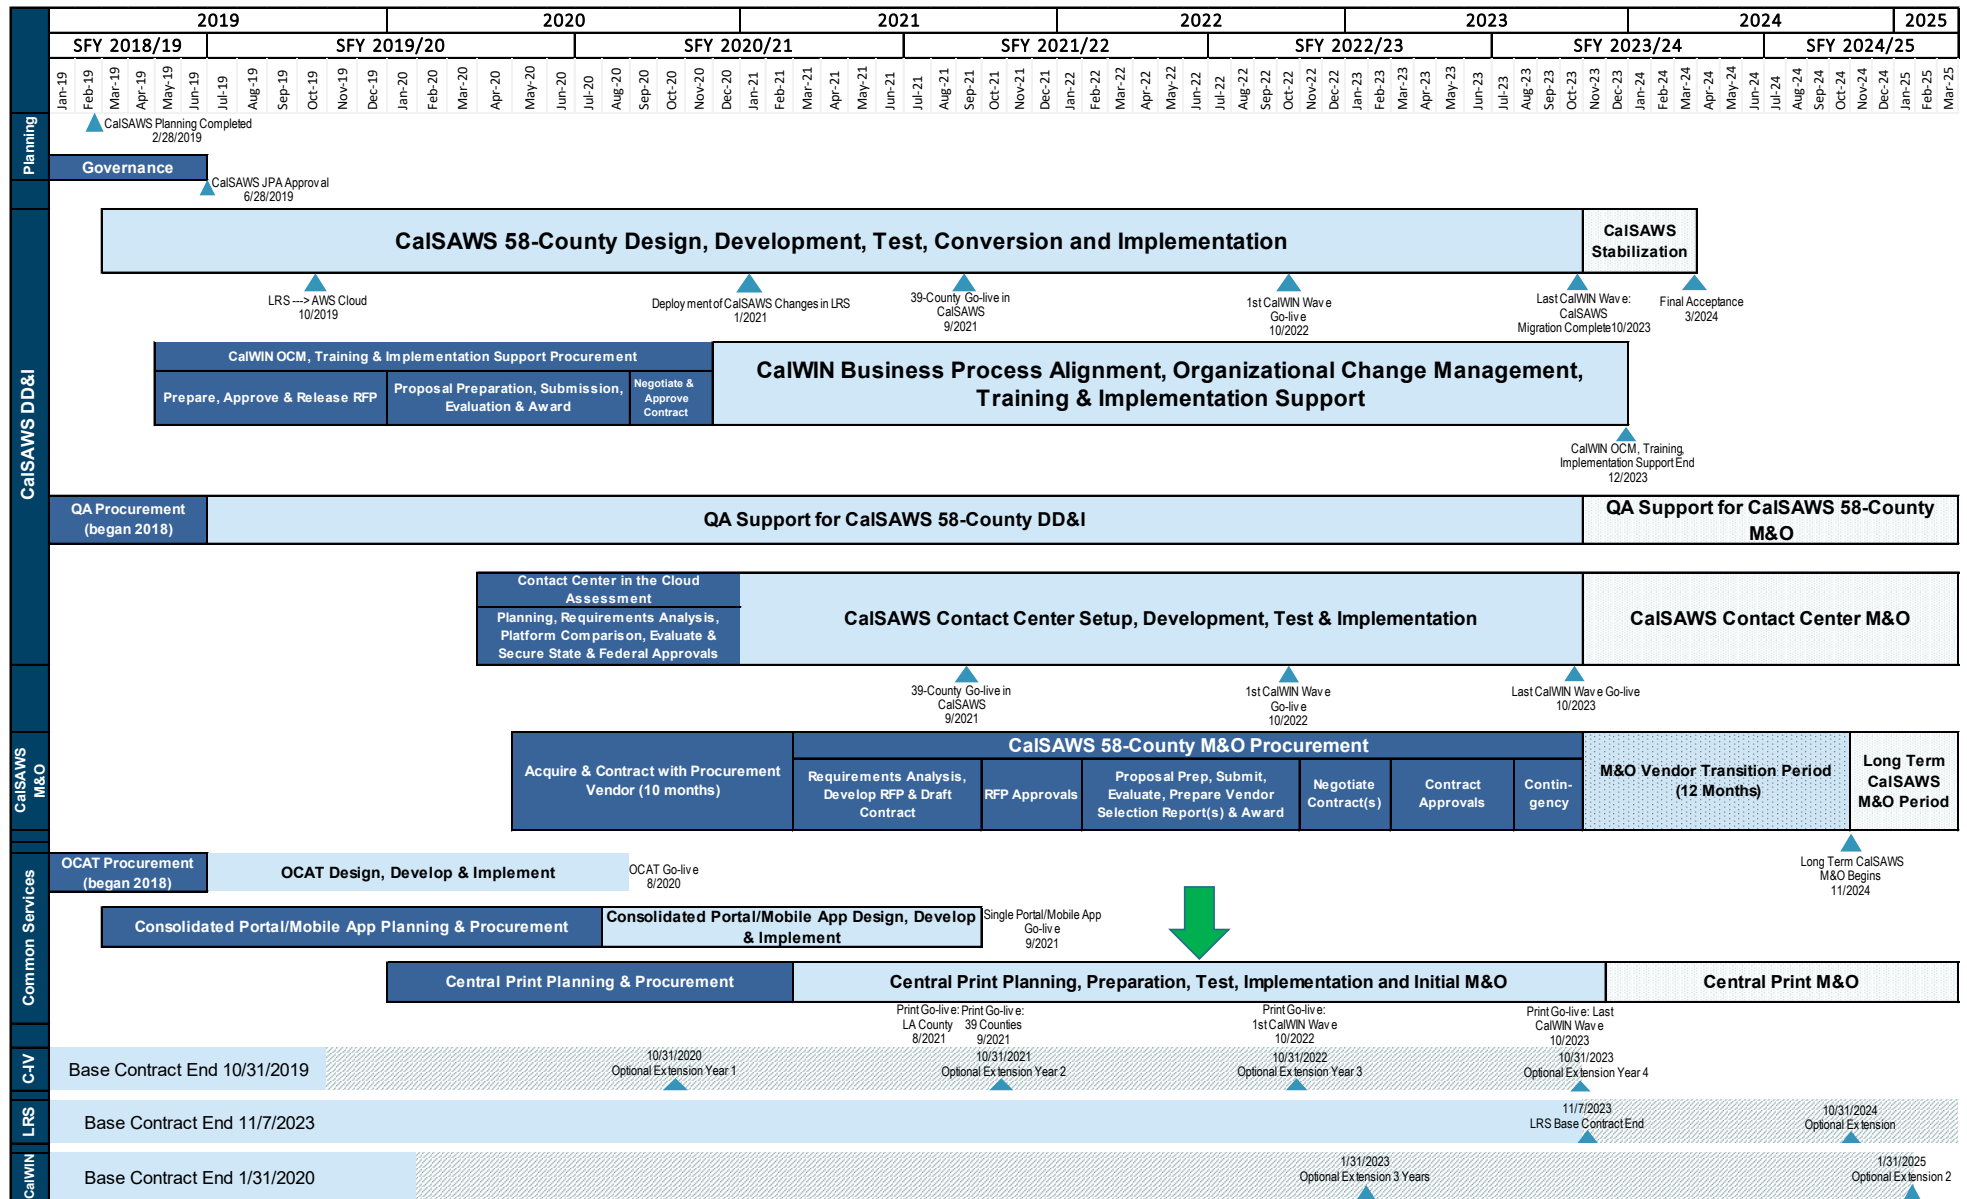 2019 2020 2021 2022 2023 2024 2025
SFY 2018/19 SFY 2019/20 SFY 2020/21 SFY 2021/22 SFY 2022/23 SFY 2023/24 SFY 2024/25
Jan-19 Feb-19 Mar-19 Apr-19 May-19 Jun-19 Jul-19 Aug-19 Sep-19 Oct-19 Nov-19 Dec-19 Jan-20 Feb-20 Mar-20 Apr-20 May-20 Jun-20 Jul-20 Aug-20 Sep-20 Oct-20 Nov-20 Dec-20 Jan-21 Feb-21 Mar-21 Apr-21 May-21 Jun-21 Jul-21 Aug-21 Sep-21 Oct-21 Nov-21 Dec-21 Jan-22 Feb-22 Mar-22 Apr-22 May-22 Jun-22 Jul-22 Aug-22 Sep-22 Oct-22 Nov-22 Dec-22 Jan-23 Feb-23 Mar-23 Apr-23 May-23 Jun-23 Jul-23 Aug-23 Sep-23 Oct-23 Nov-23 Dec-23 Jan-24 Feb-24 Mar-24 Apr-24 May-24 Jun-24 Jul-24 Aug-24 Sep-24 Oct-24 Nov-24 Dec-24 Jan-25 Feb-25 Mar-25
Planning
CalSAWS Planning Completed
2/28/2019
Governance
CalSAWS JPA Approval
6/28/2019
CalSAWS DD&I
CalSAWS 58-County Design, Development, Test, Conversion and Implementation
CalSAWS
Stabilization
LRS ---> AWS Cloud
10/2019
Deployment of CalSAWS Changes in LRS
1/2021
39-County Go-live in
CalSAWS
9/2021
1st CalWIN Wave
Go-live
10/2022
Last CalWIN Wave:
CalSAWS
Migration Complete10/2023
Final Acceptance
3/2024
CalWIN OCM, Training & Implementation Support Procurement
Prepare, Approve & Release RFP
Proposal Preparation, Submission,
Evaluation & Award
Negotiate &
Approve
Contract
CalWIN Business Process Alignment, Organizational Change Management,
Training & Implementation Support
CalWIN OCM, Training,
Implementation Support End
12/2023
QA Procurement
(began 2018)
QA Support for CalSAWS 58-County DD&I
QA Support for CalSAWS 58-County
M&O
Contact Center in the Cloud
Assessment
Planning, Requirements Analysis,
Platform Comparison, Evaluate &
Secure State & Federal Approvals
CalSAWS Contact Center Setup, Development, Test & Implementation
CalSAWS Contact Center M&O
39-County Go-live in
CalSAWS
9/2021
1st CalWIN Wave
Go-live
10/2022
Last CalWIN Wave Go-live
10/2023
CalSAWS
M&O
Acquire & Contract with Procurement
Vendor (10 months)
CalSAWS 58-County M&O Procurement
Requirements Analysis,
Develop RFP & Draft
Contract
RFP Approvals
Proposal Prep, Submit,
Evaluate, Prepare Vendor
Selection Report(s) & Award
Negotiate
Contract(s)
Contract
Approvals
Contin-
gency
M&O Vendor Transition Period
(12 Months)
Long Term
CalSAWS
M&O Period
Long Term CalSAWS
M&O Begins
11/2024
Common Services
OCAT Procurement
(began 2018)
OCAT Design, Develop & Implement
OCAT Go-live
8/2020
Consolidated Portal/Mobile App Planning & Procurement
Consolidated Portal/Mobile App Design, Develop
& Implement
Single Portal/Mobile App
Go-live
9/2021
Central Print Planning & Procurement
Central Print Planning, Preparation, Test, Implementation and Initial M&O
Central Print M&O
Print Go-live:
LA County
8/2021
Print Go-live:
39 Counties
9/2021
Print Go-live:
1st CalWIN Wave
10/2022
Print Go-live: Last
CalWIN Wave
10/2023
C-IV
Base Contract End 10/31/2019
10/31/2020
Optional Extension Year 1
10/31/2021
Optional Extension Year 2
10/31/2022
Optional Extension Year 3
10/31/2023
Optional Extension Year 4
LRS
Base Contract End 11/7/2023
11/7/2023
LRS Base Contract End
10/31/2024
Optional Extension
CalWIN
Base Contract End 1/31/2020
1/31/2023
Optional Extension 3 Years
1/31/2025
Optional Extension 2